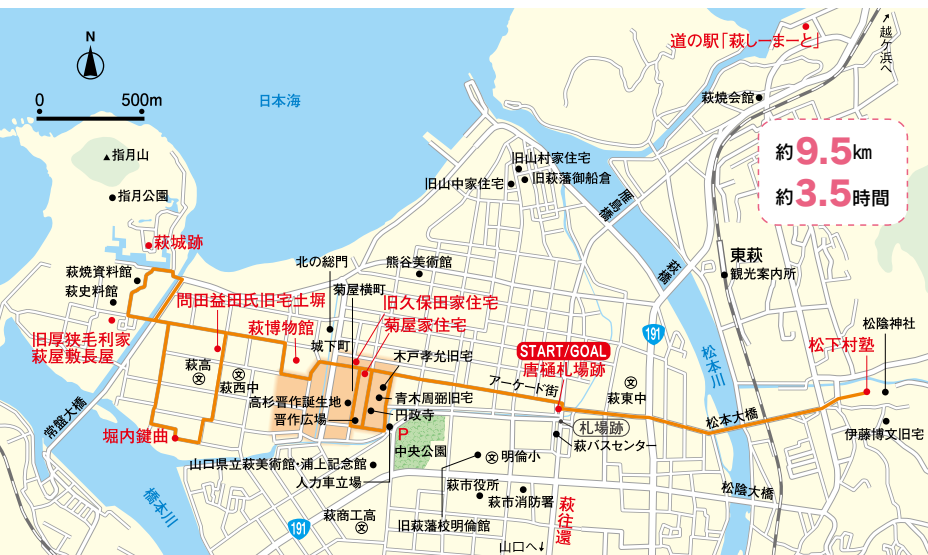 道の駅「萩しーまーと」
越ケ浜へ
N
0 500m
日本海
萩焼会館
約9.5km
約3.5時間
▲指月山
指月公園
旧山村家住宅
旧山中家住宅
旧萩藩御船倉
雁島橋
萩城跡
萩橋
東萩
観光案内所
北の総門
熊谷美術館
萩焼資料館
萩史料館
菊屋横町
問田益田氏旧宅土塀
旧久保田家住宅
菊屋家住宅
萩博物館
旧厚狭毛利家
萩屋敷長屋
城下町
木戸孝允旧宅
START/GOAL
唐樋札場跡
191
松本川
松陰神社
松下村塾
萩高
文
萩西中
文
アーケード街
文
萩東中
高杉晋作誕生地
青木周弼旧宅
晋作広場
円政寺
常盤大橋
松本大橋
札場跡
伊藤博文旧宅
堀内鍵曲
P
中央公園
萩バスセンター
山口県立萩美術館・浦上記念館
人力車立場
文明倫小
橋本川
萩市役所
萩市消防署
松陰大橋
萩商工高
文
191
旧萩藩校明倫館
萩往還
山口へ↓